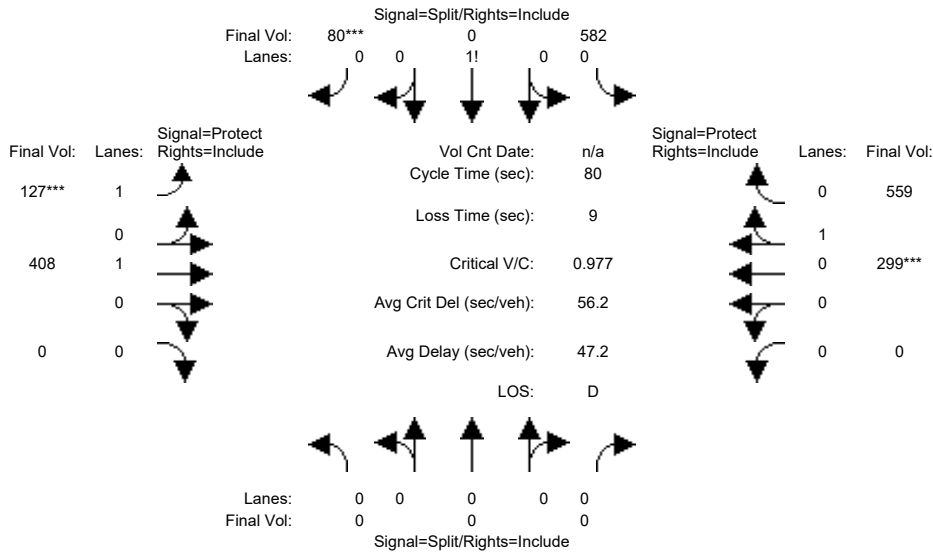 Signal=Split/Rights=Include
Final Vol: 80*** 0 582
Lanes: 0 0 1! 0 0
Signal=Protect
Final Vol: Lanes: Rights=Include
Vol Cnt Date: n/a
Signal=Protect
Rights=Include Lanes: Final Vol:
Cycle Time (sec): 80
127*** 1
0 559
Loss Time (sec): 9
0
1
408 1
Critical V/C: 0.977
0 299***
0
Avg Crit Del (sec/veh): 56.2
0
0 0
Avg Delay (sec/veh): 47.2
0 0
LOS: D
Lanes: 0 0 0 0 0
Final Vol: 0 0 0
Signal=Split/Rights=Include